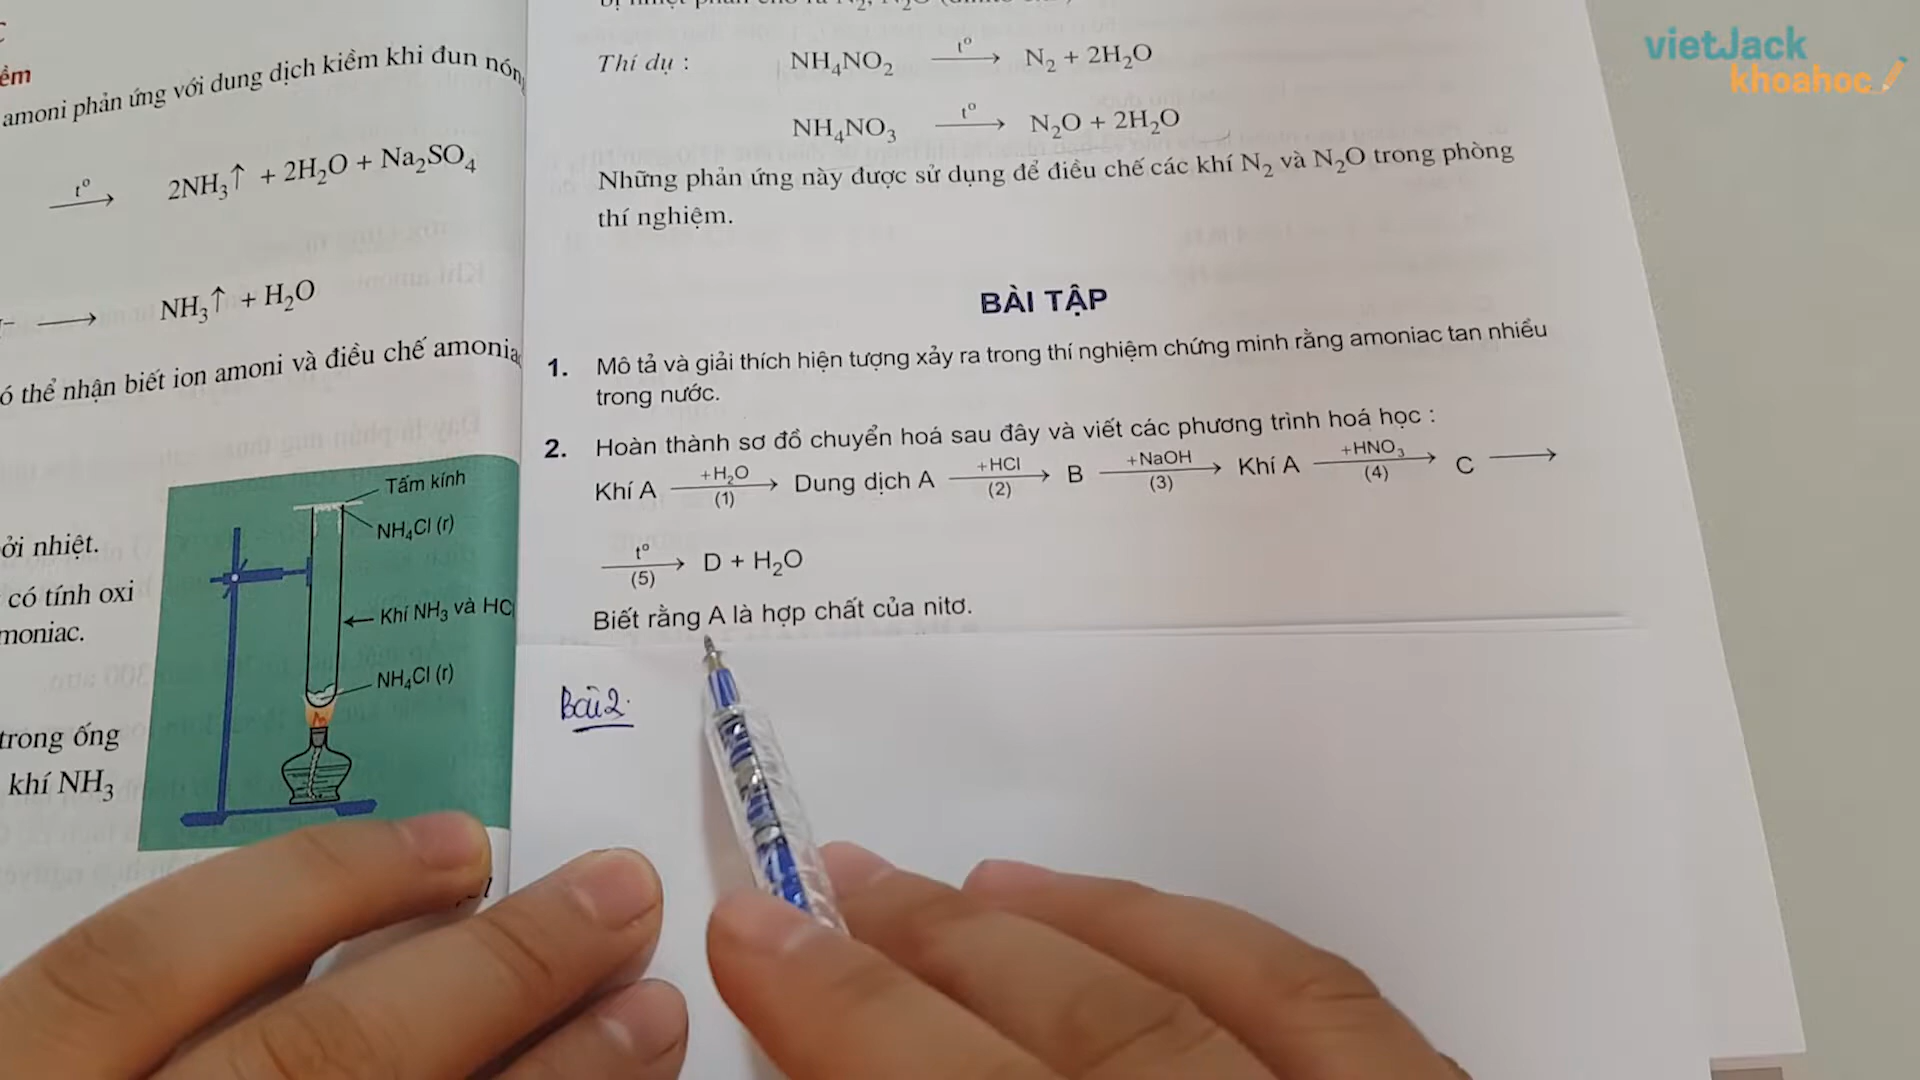 vietJack
khoahoc
ềm
amoni phản ứng với dung dịch kiềm khi đun nón
t° ⟶ 2NH₃↑ + 2H₂O + Na₂SO₄
⟶ NH₃↑ + H₂O
ó thể nhận biết ion amoni và điều chế amonia
ởi nhiệt.
có tính oxi
moniac.
trong ống
khí NH₃
Tấm kính
NH₄Cl (r)
Khí NH₃ và HC
NH₄Cl (r)
Thí dụ : NH₄NO₂ ⟶ t° N₂ + 2H₂O
NH₄NO₃ ⟶ t° N₂O + 2H₂O
Những phản ứng này được sử dụng để điều chế các khí N₂ và N₂O trong phòng
thí nghiệm.
BÀI TẬP
1. Mô tả và giải thích hiện tượng xảy ra trong thí nghiệm chứng minh rằng amoniac tan nhiều
trong nước.
2. Hoàn thành sơ đồ chuyển hoá sau đây và viết các phương trình hoá học :
Khí A +H₂O ⟶ (1) Dung dịch A +HCl ⟶ (2) B +NaOH ⟶ (3) Khí A +HNO₃ ⟶ (4) C ⟶
t° ⟶ (5) D + H₂O
Biết rằng A là hợp chất của nitơ.
Bài 2.